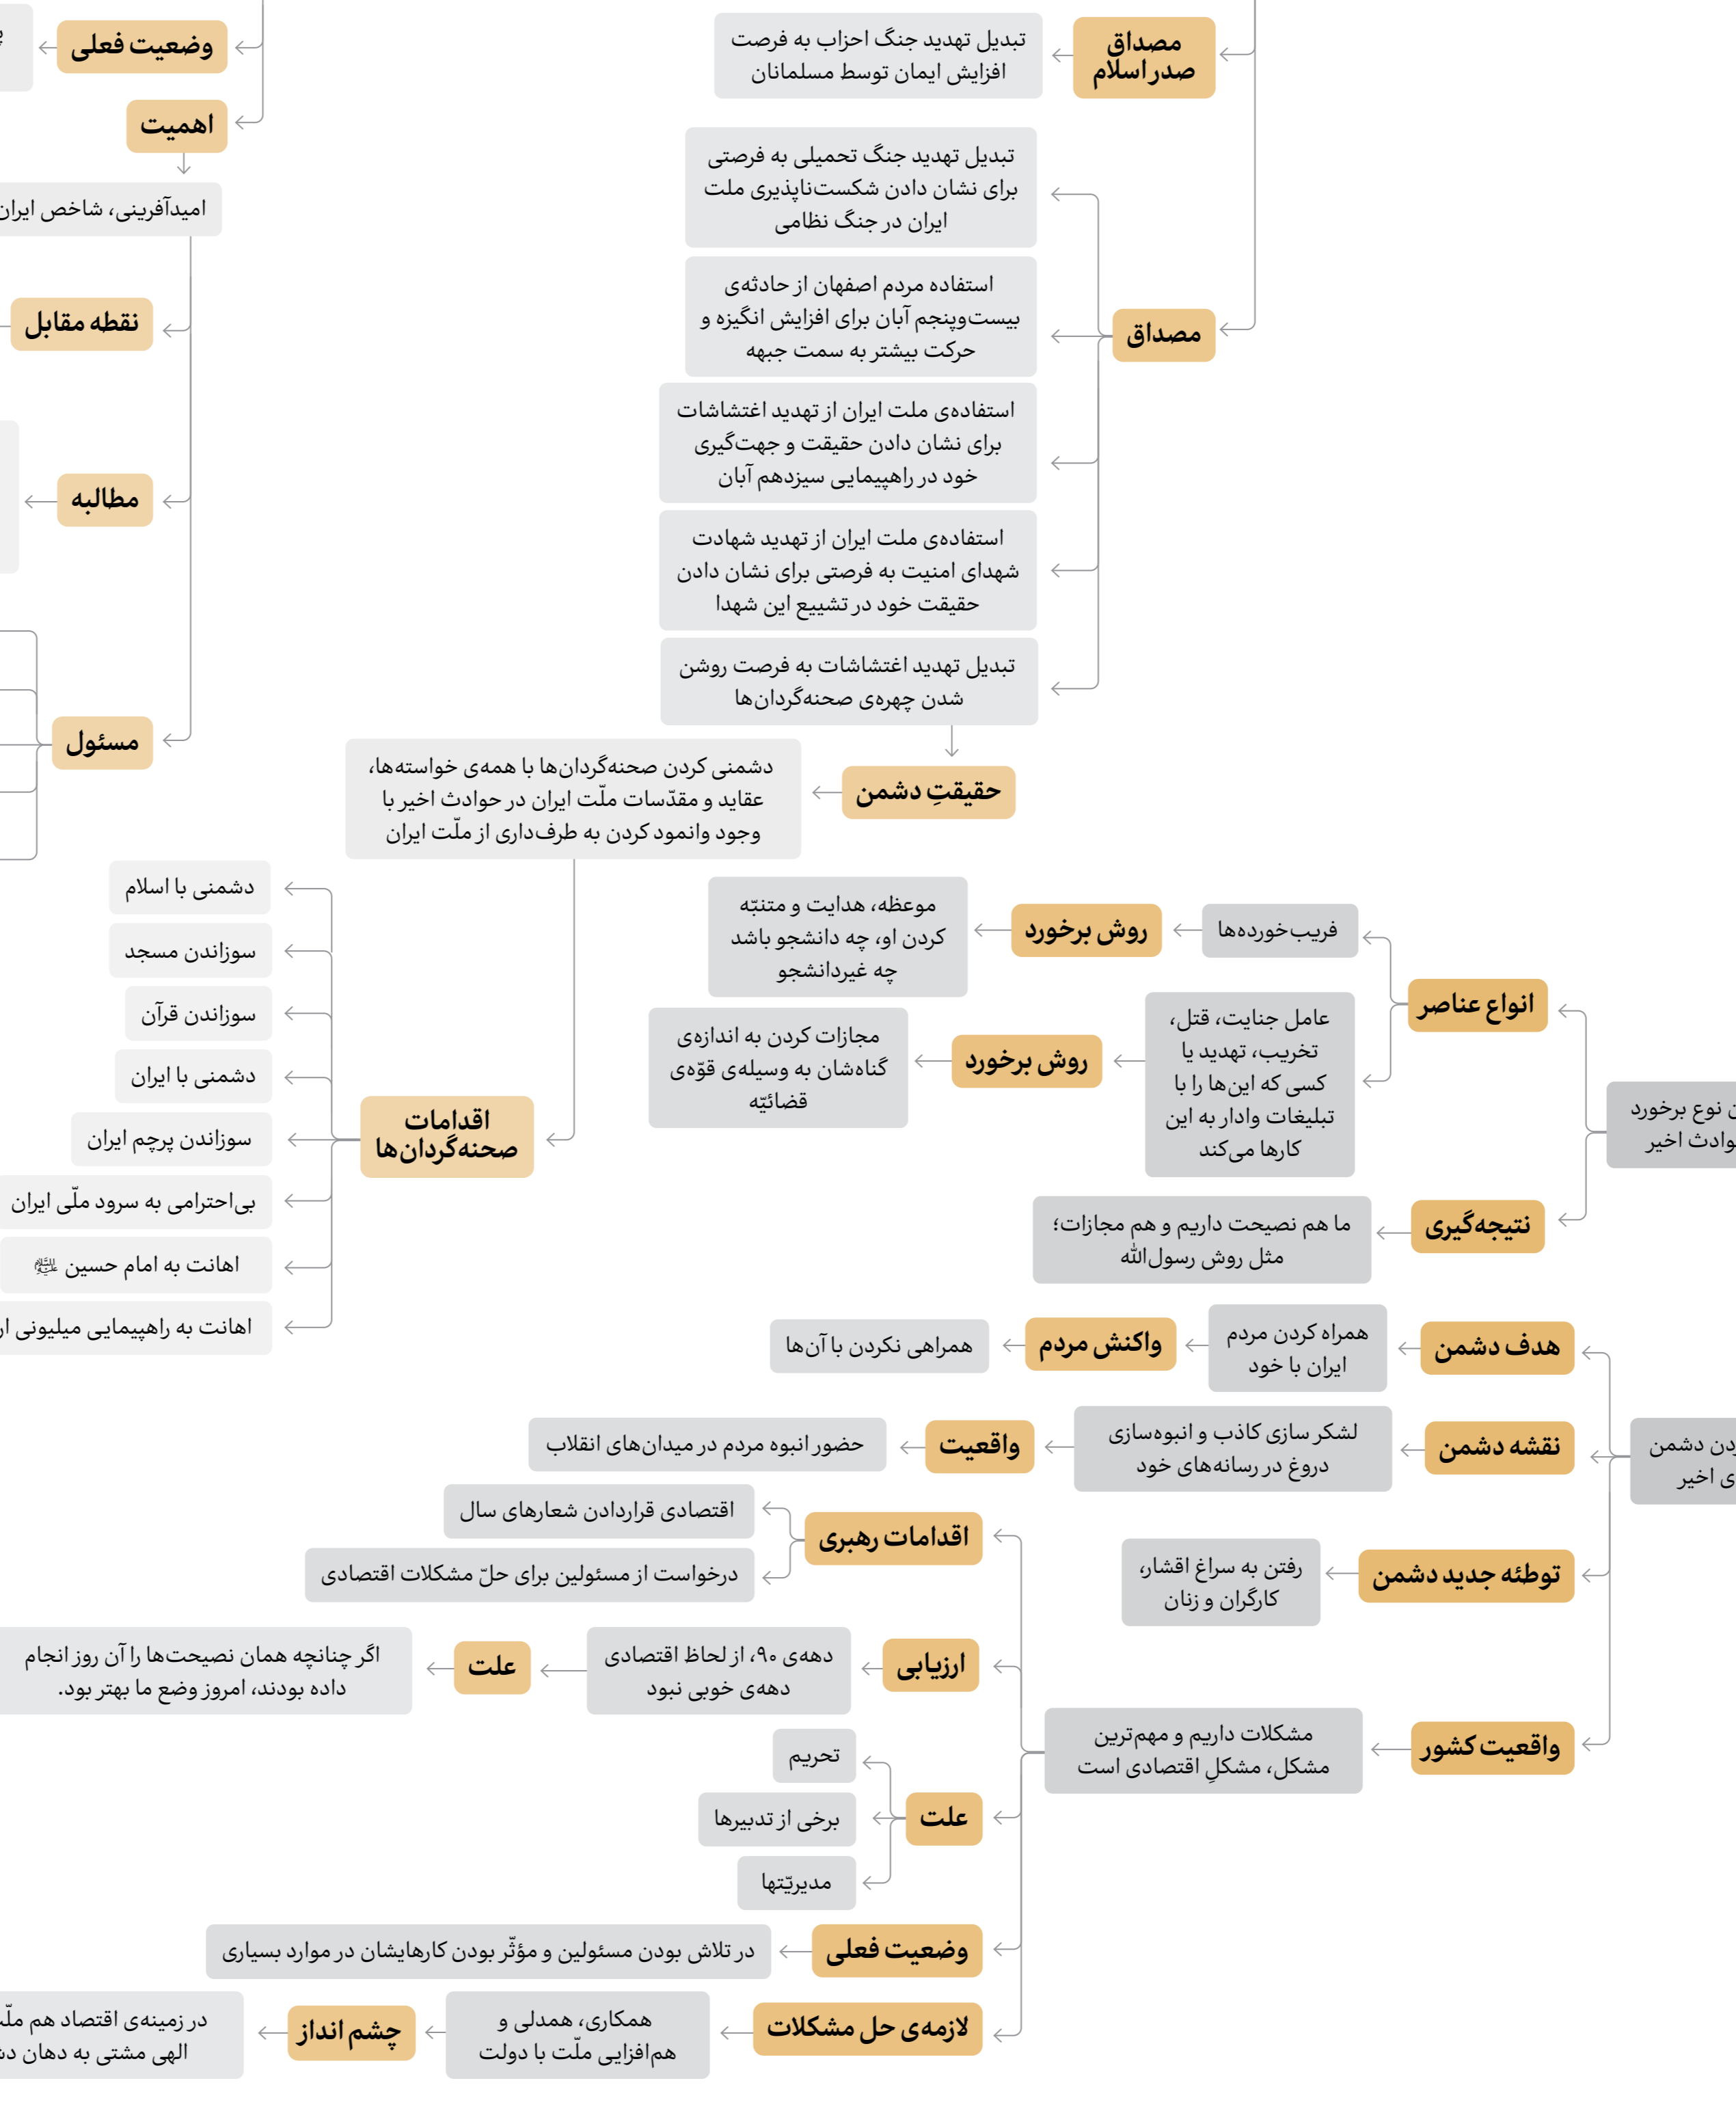 مصداق
صدر اسلام
تبدیل تهدید جنگ احزاب به فرصت
افزایش ایمان توسط مسلمانان
مصداق
تبدیل تهدید جنگ تحمیلی به فرصتی
برای نشان دادن شکست‌ناپذیری ملت
ایران در جنگ نظامی
استفاده مردم اصفهان از حادثه‌ی
بیست‌وپنجم آبان برای افزایش انگیزه و
حرکت بیشتر به سمت جبهه
استفاده‌ی ملت ایران از تهدید اغتشاشات
برای نشان دادن حقیقت و جهت‌گیری
خود در راهپیمایی سیزدهم آبان
استفاده‌ی ملت ایران از تهدید شهادت
شهدای امنیت به فرصتی برای نشان دادن
حقیقت خود در تشییع این شهدا
تبدیل تهدید اغتشاشات به فرصت روشن
شدن چهره‌ی صحنه‌گردان‌ها
حقیقتِ دشمن
دشمنی کردن صحنه‌گردان‌ها با همه‌ی خواسته‌ها،
عقاید و مقدّسات ملّت ایران در حوادث اخیر با
وجود وانمود کردن به طرف‌داری از ملّت ایران
اقدامات
صحنه‌گردان‌ها
دشمنی با اسلام
سوزاندن مسجد
سوزاندن قرآن
دشمنی با ایران
سوزاندن پرچم ایران
بی‌احترامی به سرود ملّی ایران
اهانت به امام حسین علیه‌السلام
اهانت به راهپیمایی میلیونی
وضعیت فعلی
اهمیت
امیدآفرینی، شاخص ایران
نقطه مقابل
مطالبه
مسئول
نوع برخورد
اخیر
انواع عناصر
فریب‌خورده‌ها
روش برخورد
موعظه، هدایت و متنبّه
کردن او، چه دانشجو باشد
چه غیردانشجو
عامل جنایت، قتل،
تخریب، تهدید یا
کسی که این‌ها را با
تبلیغات وادار به این
کارها می‌کند
روش برخورد
مجازات کردن به اندازه‌ی
گناه‌شان به وسیله‌ی قوّه‌ی
قضائیّه
نتیجه‌گیری
ما هم نصیحت داریم و هم مجازات؛
مثل روش رسول‌الله
دشمن
اخیر
هدف دشمن
همراه کردن مردم
ایران با خود
واکنش مردم
همراهی نکردن با آن‌ها
نقشه دشمن
لشکر سازی کاذب و انبوه‌سازی
دروغ در رسانه‌های خود
واقعیت
حضور انبوه مردم در میدان‌های انقلاب
توطئه جدید دشمن
رفتن به سراغ اقشار،
کارگران و زنان
واقعیت کشور
مشکلات داریم و مهم‌ترین
مشکل، مشکلِ اقتصادی است
اقدامات رهبری
اقتصادی قراردادن شعارهای سال
درخواست از مسئولین برای حلّ مشکلات اقتصادی
ارزیابی
دهه‌ی ۹۰، از لحاظ اقتصادی
دهه‌ی خوبی نبود
علت
اگر چنانچه همان نصیحت‌ها را آن روز انجام
داده بودند، امروز وضع ما بهتر بود.
علت
تحریم
برخی از تدبیرها
مدیریّتها
وضعیت فعلی
در تلاش بودن مسئولین و مؤثّر بودن کارهایشان در موارد بسیاری
لازمه‌ی حل مشکلات
همکاری، همدلی و
هم‌افزایی ملّت با دولت
چشم انداز
در زمینه‌ی اقتصاد هم
الهی مشتی به دهان